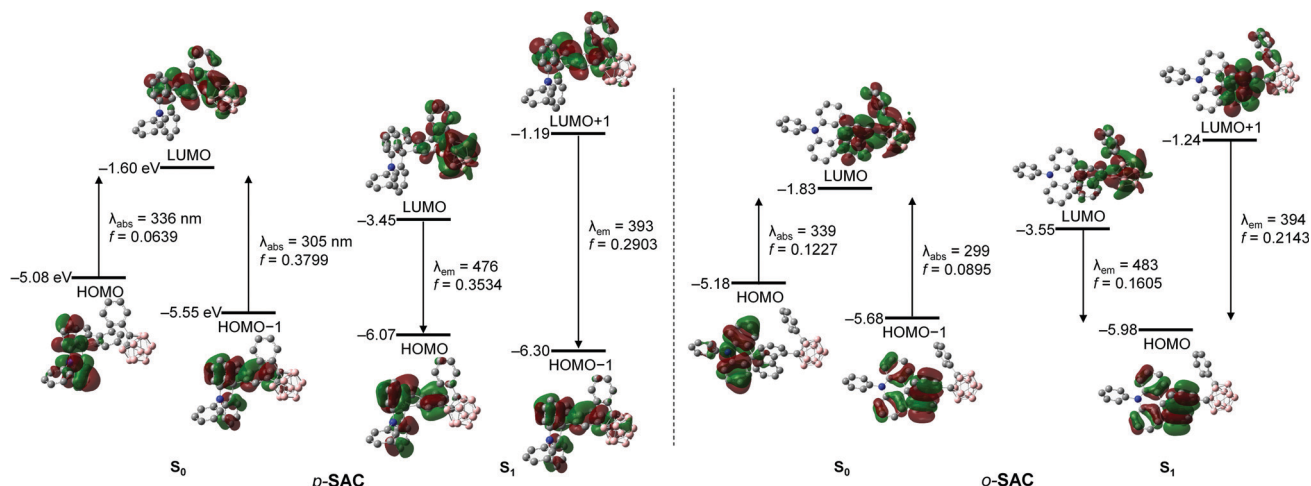 LUMO
−1.60 eV
λabs = 336 nm
f = 0.0639
λabs = 305 nm
f = 0.3799
−5.08 eV
HOMO
−5.55 eV
HOMO−1
S0
LUMO
−3.45
λem = 476
f = 0.3534
−6.07
HOMO
LUMO+1
−1.19
λem = 393
f = 0.2903
−6.30
HOMO−1
S1
p-SAC
LUMO
−1.83
λabs = 339
f = 0.1227
λabs = 299
f = 0.0895
−5.18
HOMO
−5.68
HOMO−1
S0
LUMO
−3.55
λem = 483
f = 0.1605
−5.98
HOMO
LUMO+1
−1.24
λem = 394
f = 0.2143
S1
o-SAC